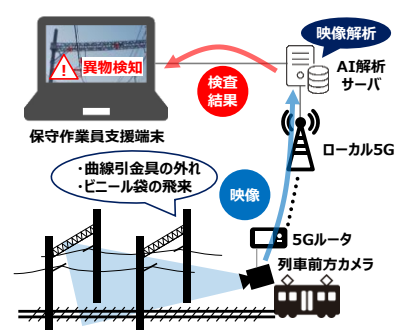 映像解析
異物検知
検査
結果
AI解析
サーバ
保守作業員支援端末
ローカル5G
・曲線引金具の外れ
・ビニール袋の飛来
映像
5Gルータ
列車前方カメラ